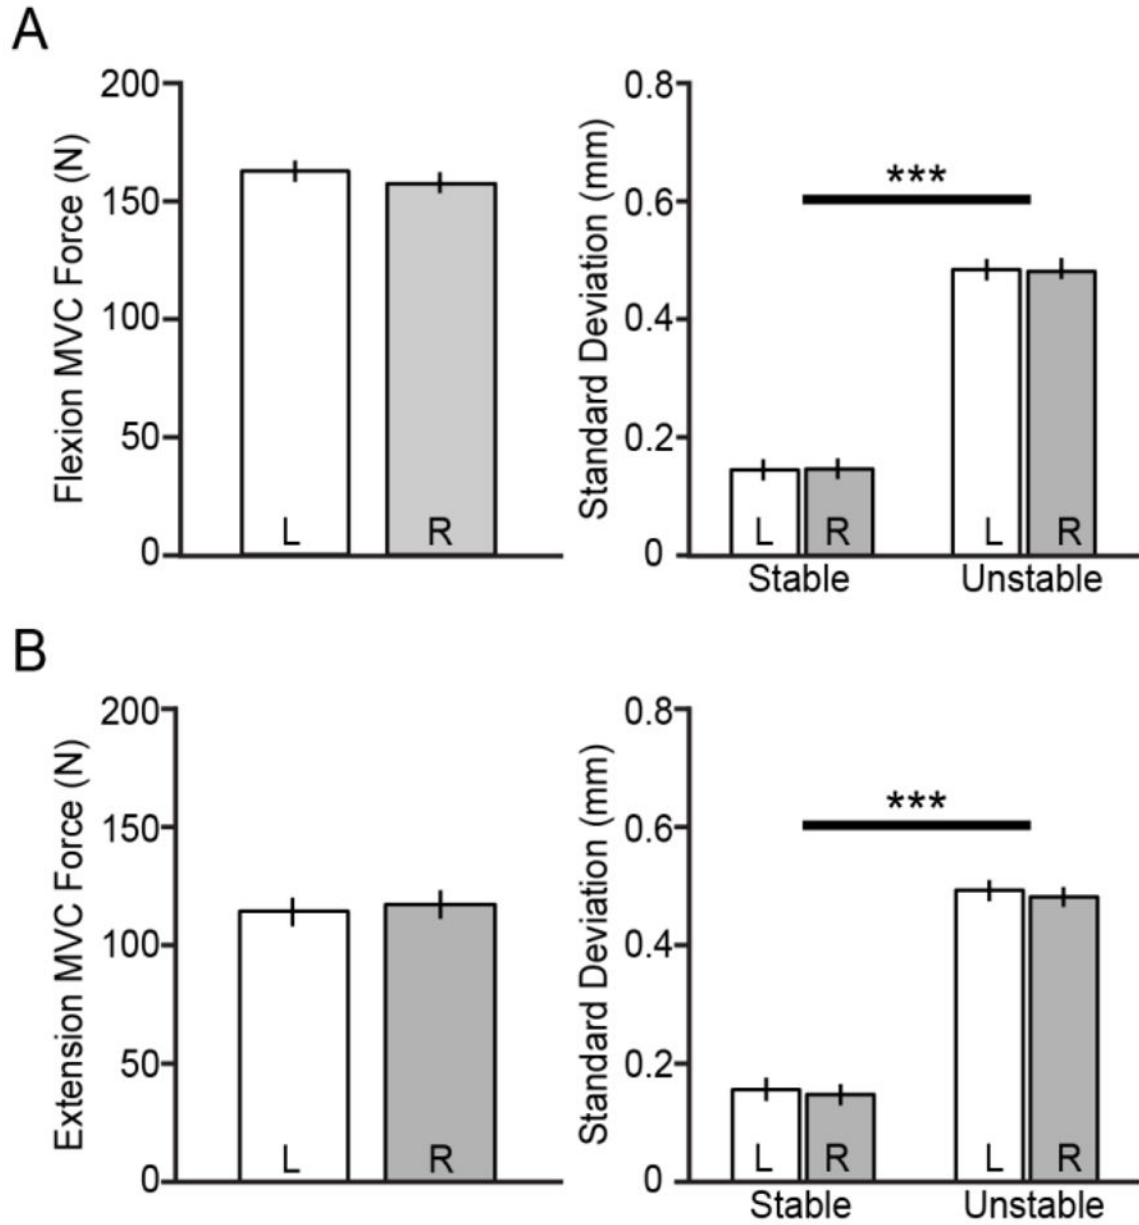 A
Flexion MVC Force (N)
200
150
100
50
0
L R
Standard Deviation (mm)
0.8
0.6
0.4
0.2
0
***
L R L R
Stable Unstable
B
Extension MVC Force (N)
200
150
100
50
0
L R
Standard Deviation (mm)
0.8
0.6
0.4
0.2
0
***
L R L R
Stable Unstable